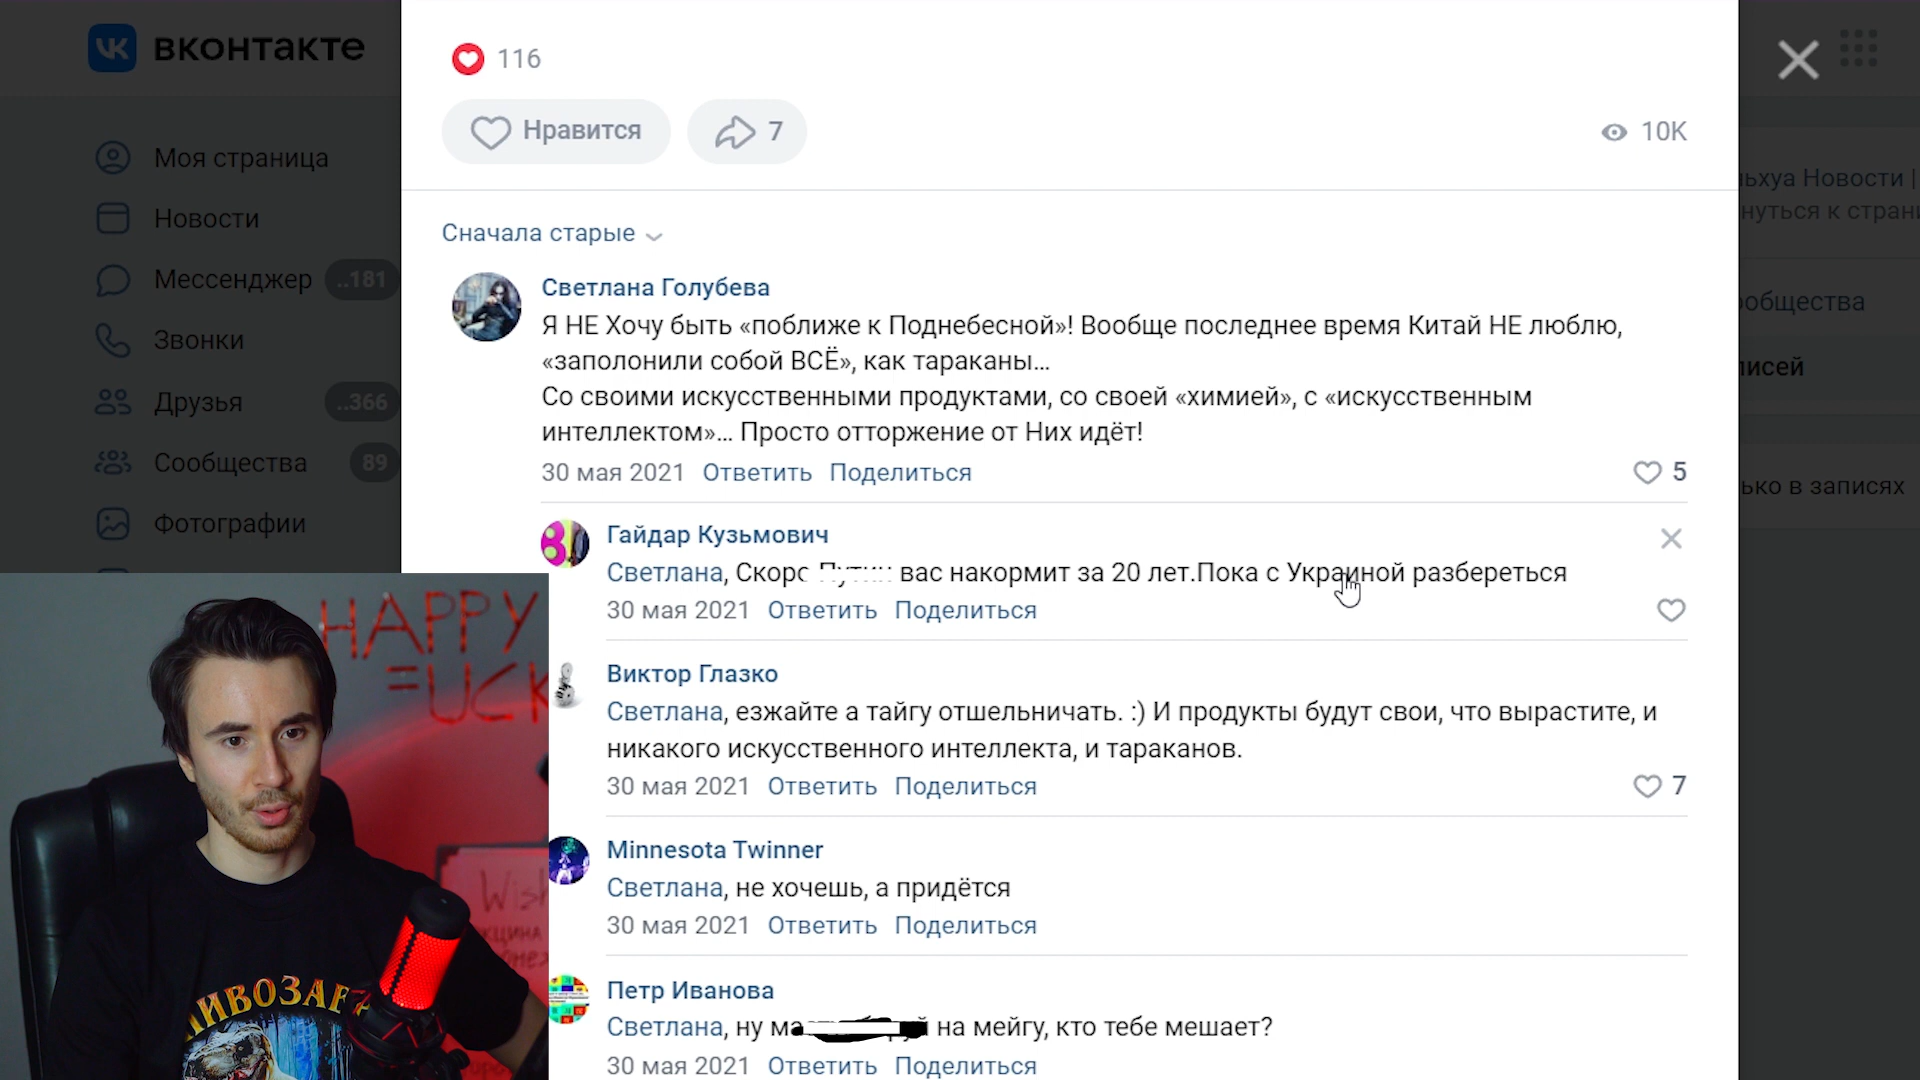 вконтакте
116
Нравится
7
10K
Моя страница
Новости
Мессенджер ..181
Звонки
Друзья ..366
Сообщества 89
Фотографии
Новости |
Сначала старые
Светлана Голубева
Я НЕ Хочу быть «поближе к Поднебесной»! Вообще последнее время Китай НЕ люблю,
«заполонили собой ВСЁ», как тараканы...
Со своими искусственными продуктами, со своей «химией», с «искусственным
интеллектом»... Просто отторжение от Них идёт!
30 мая 2021 Ответить Поделиться
5
Гайдар Кузьмович
Светлана, Скоро вас накормит за 20 лет.Пока с Украиной разбереться
30 мая 2021 Ответить Поделиться
Виктор Глазко
Светлана, езжайте а тайгу отшельничать. :) И продукты будут свои, что вырастите, и
никакого искусственного интеллекта, и тараканов.
30 мая 2021 Ответить Поделиться
7
Minnesota Twinner
Светлана, не хочешь, а придётся
30 мая 2021 Ответить Поделиться
Петр Иванова
Светлана, ну на мейгу, кто тебе мешает?
30 мая 2021 Ответить Поделиться
в записях
HAPPY